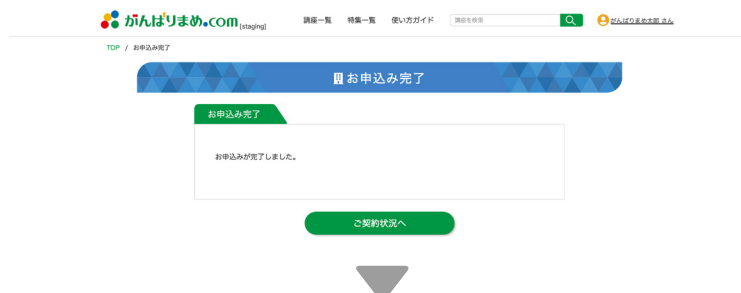 がんばりまめ.com [staging]
講座一覧 特集一覧 使い方ガイド 講座を検索 がんばりまめ太郎 さん
TOP / お申込み完了
お申込み完了
お申込み完了
お申込みが完了しました。
ご契約状況へ